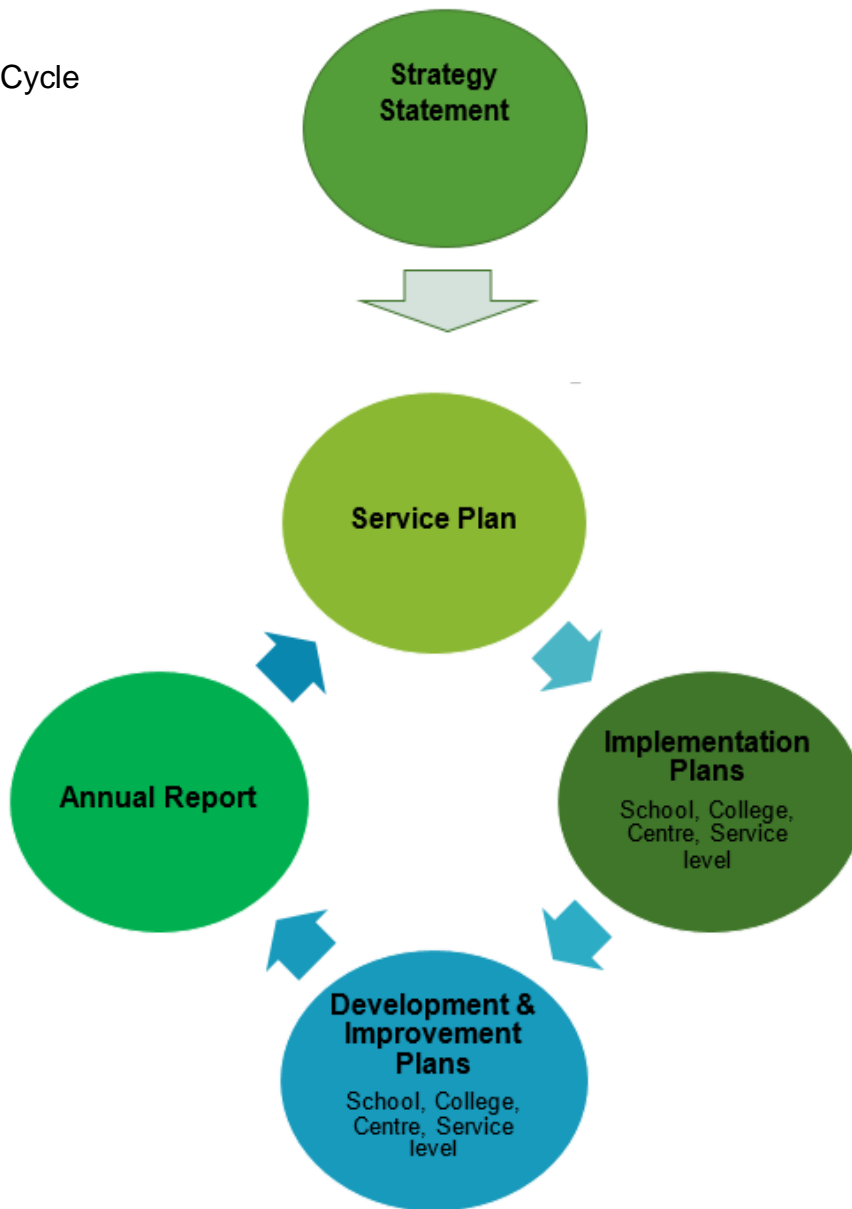 Cycle
Strategy
Statement
Service Plan
Implementation
Plans
School, College,
Centre, Service
level
Development &
Improvement
Plans
School, College,
Centre, Service
level
Annual Report